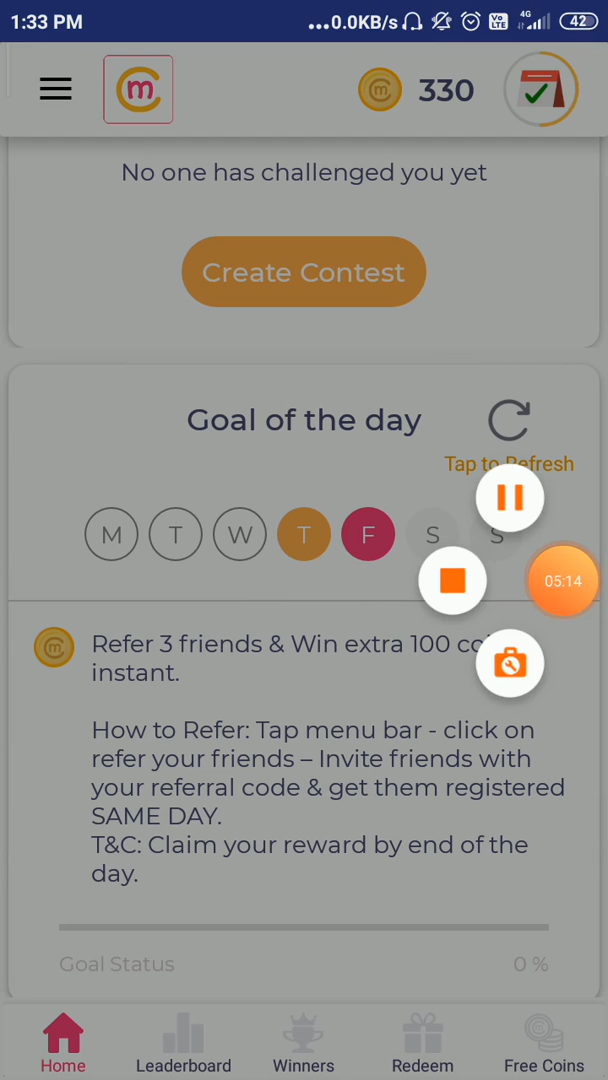 1:33 PM ...0.0KB/s Vo LTE 4G 42
m 330
No one has challenged you yet
Create Contest
Goal of the day
Tap to Refresh
M T W T F S S
05:14
Refer 3 friends & Win extra 100
instant.
How to Refer: Tap menu bar - click on
refer your friends – Invite friends with
your referral code & get them registered
SAME DAY.
T&C: Claim your reward by end of the
day.
Goal Status 0 %
Home Leaderboard Winners Redeem Free Coins